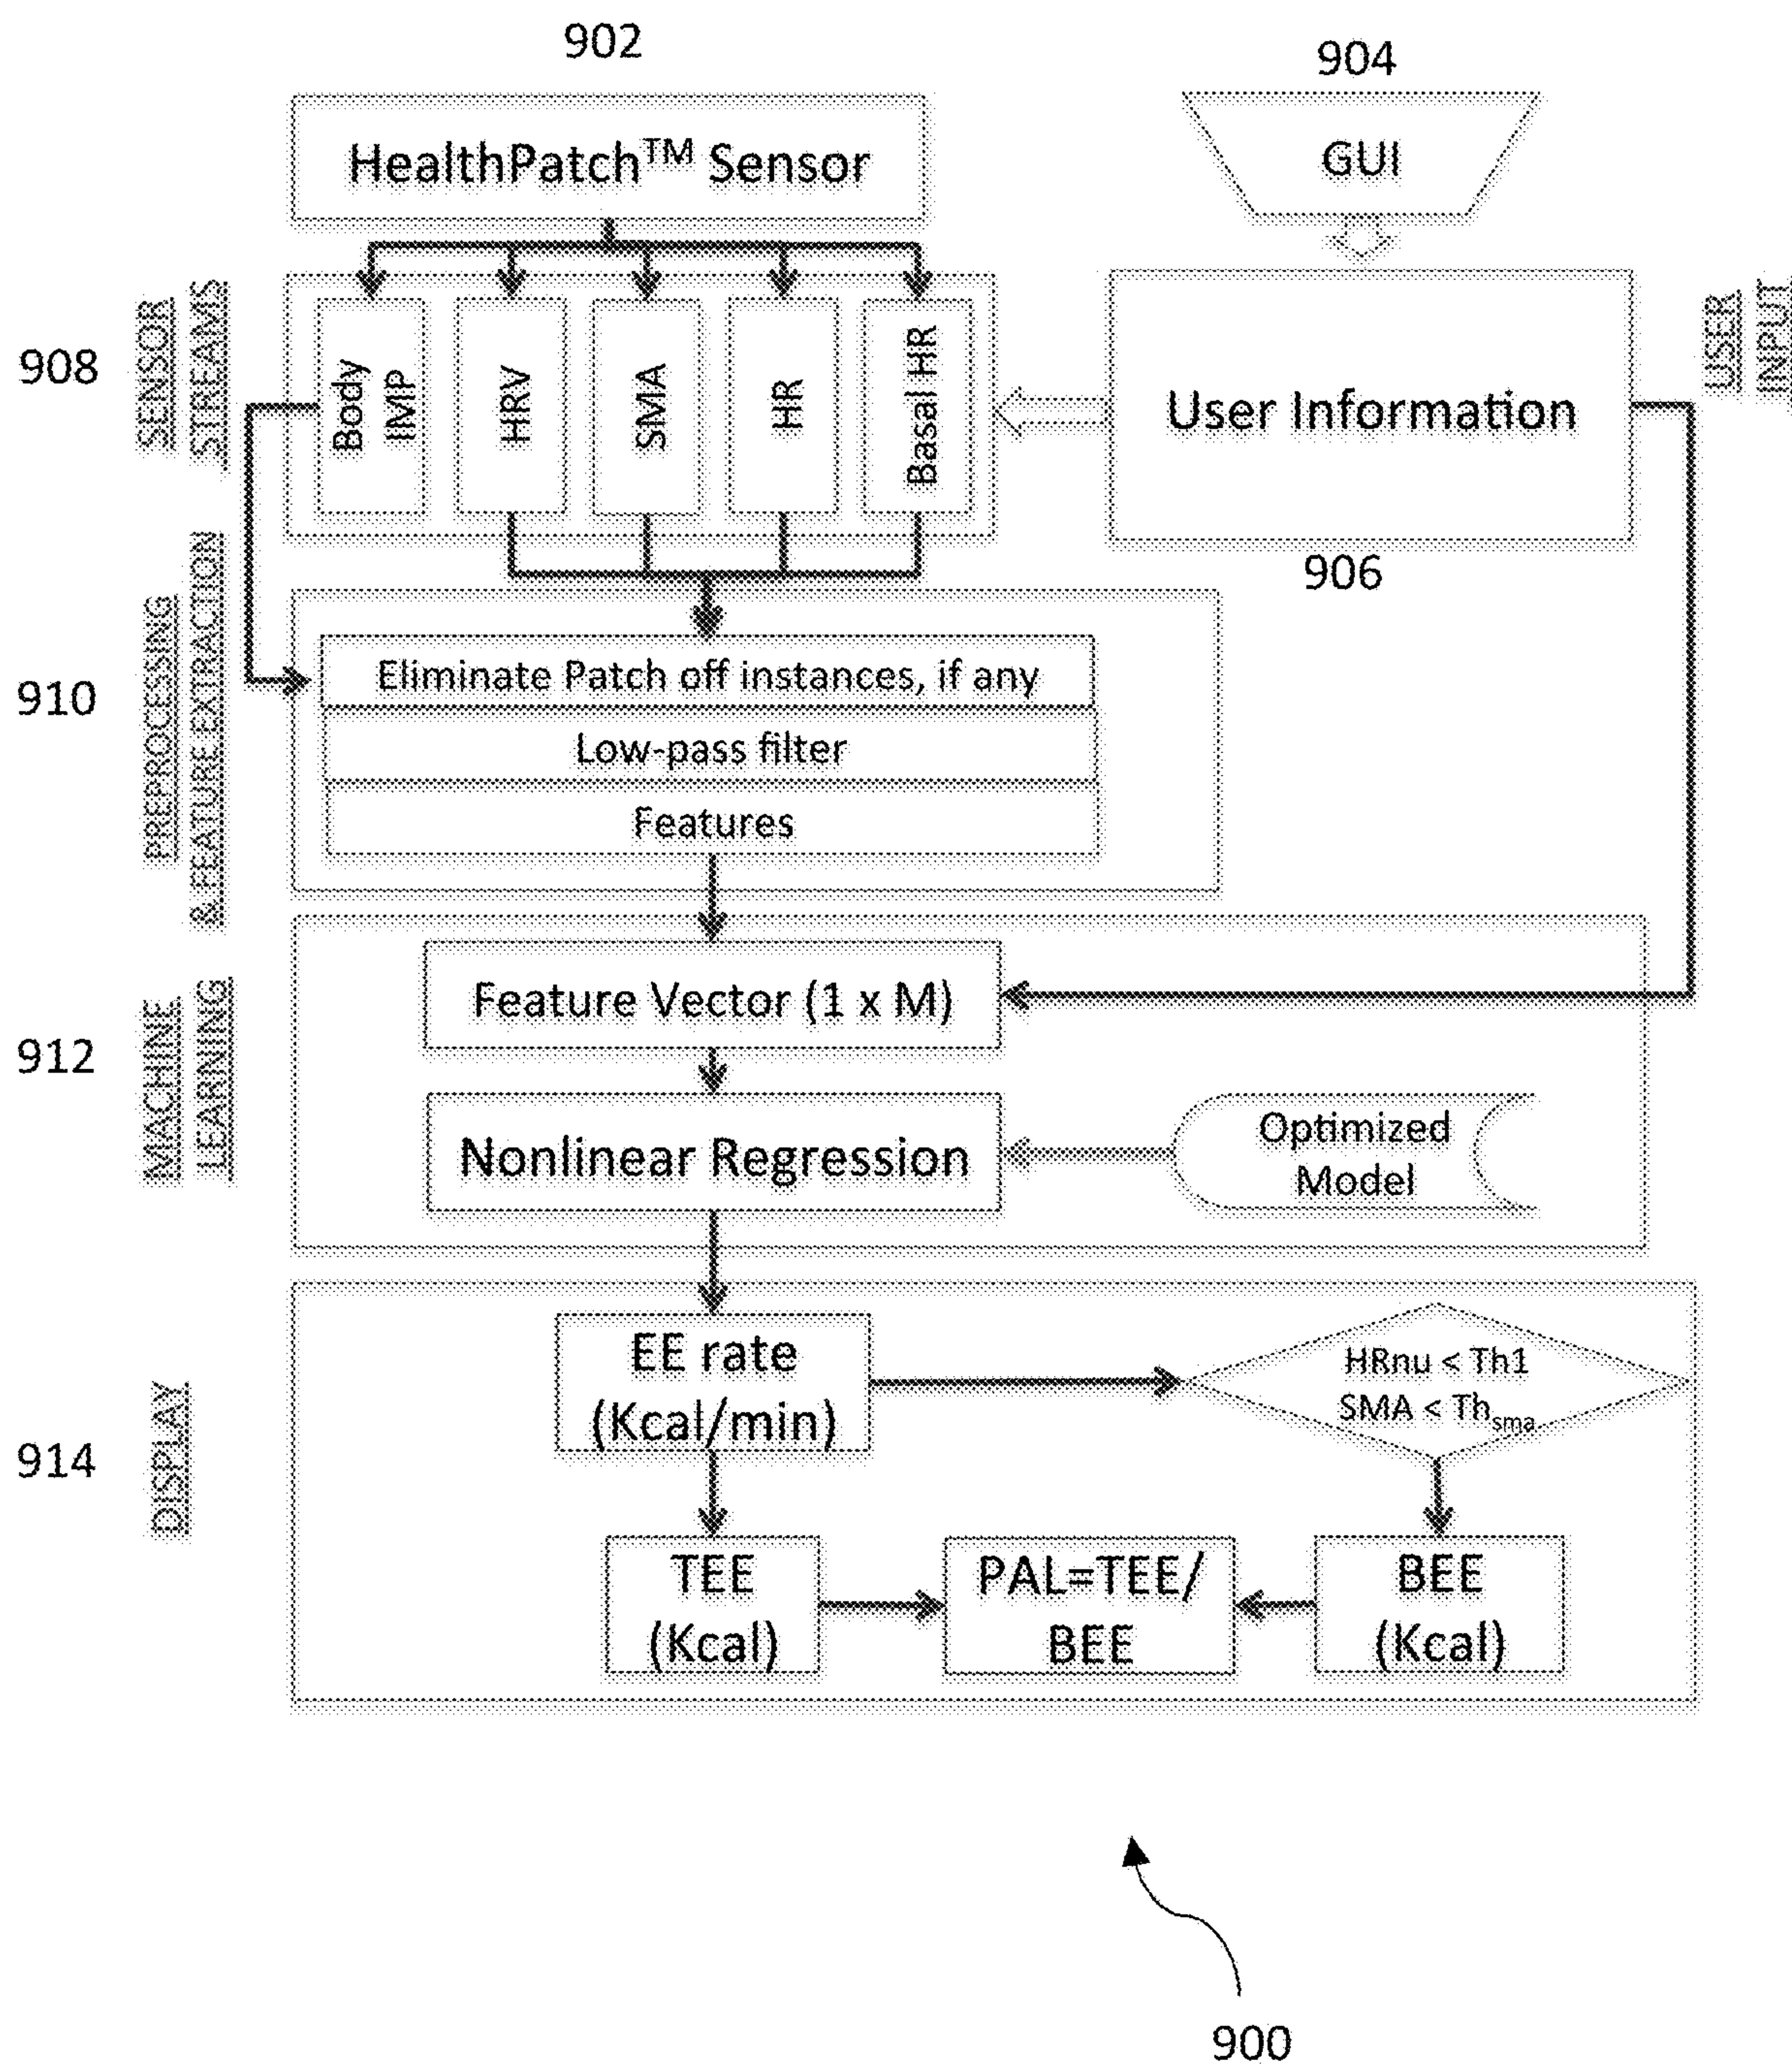 902
904
HealthPatch™ Sensor
GUI
908
SENSOR
STREAMS
Body
IMP
HRV
SMA
HR
Basal HR
User Information
USER
INPUT
906
910
PREPROCESSING
& FEATURE EXTRACTION
Eliminate Patch off instances, if any
Low-pass filter
Features
912
MACHINE
LEARNING
Feature Vector (1 x M)
Nonlinear Regression
Optimized
Model
914
DISPLAY
EE rate
(Kcal/min)
HRnu < Th1
SMA < Thsma
TEE
(Kcal)
PAL=TEE/
BEE
BEE
(Kcal)
900